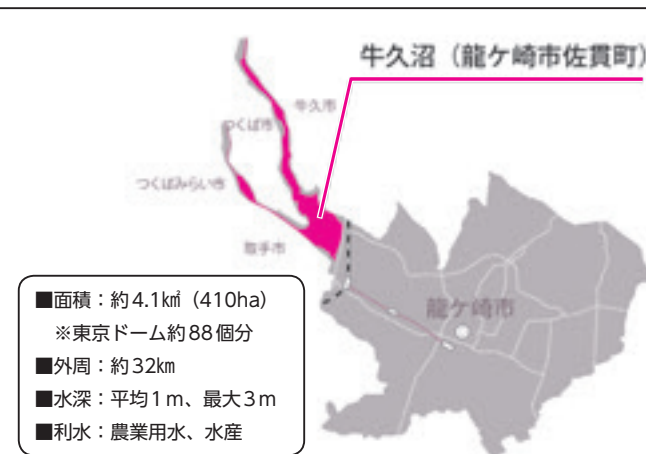 牛久沼（龍ケ崎市佐貫町）
牛久市
つくば市
つくばみらい市
取手市
龍ケ崎市
■面積：約4.1㎢（410ha）
※東京ドーム約88個分
■外周：約32㎞
■水深：平均1ｍ、最大3ｍ
■利水：農業用水、水産